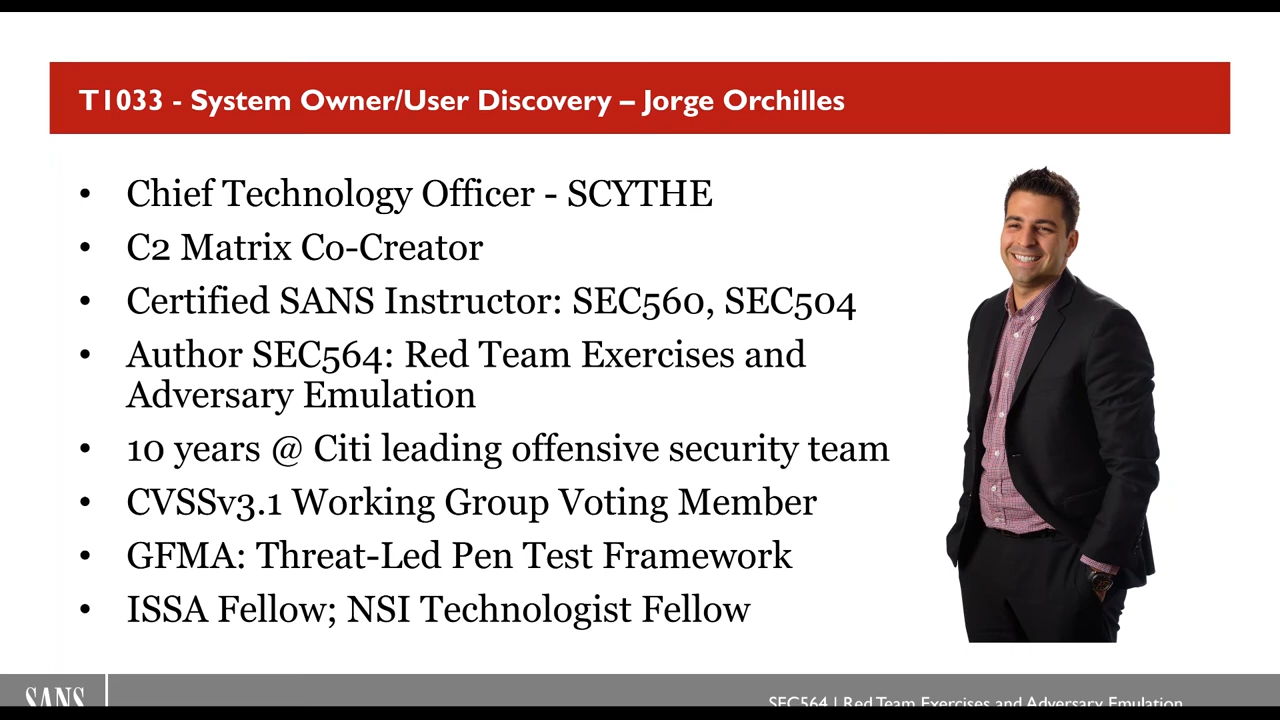 T1033 - System Owner/User Discovery – Jorge Orchilles
• Chief Technology Officer - SCYTHE
• C2 Matrix Co-Creator
• Certified SANS Instructor: SEC560, SEC504
• Author SEC564: Red Team Exercises and
Adversary Emulation
• 10 years @ Citi leading offensive security team
• CVSSv3.1 Working Group Voting Member
• GFMA: Threat-Led Pen Test Framework
• ISSA Fellow; NSI Technologist Fellow
SANS
SEC564 | Red Team Exercises and Adversary Emulation